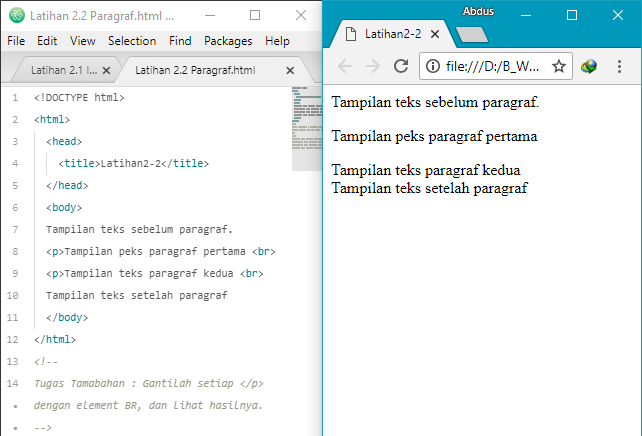 Latihan 2.2 Paragraf.html ...
File Edit View Selection Find Packages Help
Latihan 2.1 I...
Latihan 2.2 Paragraf.html
1 <!DOCTYPE html>
2 <html>
3 <head>
4 <title>Latihan2-2</title>
5 </head>
6 <body>
7 Tampilan teks sebelum paragraf.
8 <p>Tampilan peks paragraf pertama <br>
9 <p>Tampilan teks paragraf kedua <br>
10 Tampilan teks setelah paragraf
11 </body>
12 </html>
13 <!--
14 Tugas Tamabahan : Gantilah setiap </p>
• dengan element BR, dan lihat hasilnya.
• -->
Abdus
Latihan2-2
file:///D:/B_W...
Tampilan teks sebelum paragraf.
Tampilan peks paragraf pertama
Tampilan teks paragraf kedua
Tampilan teks setelah paragraf